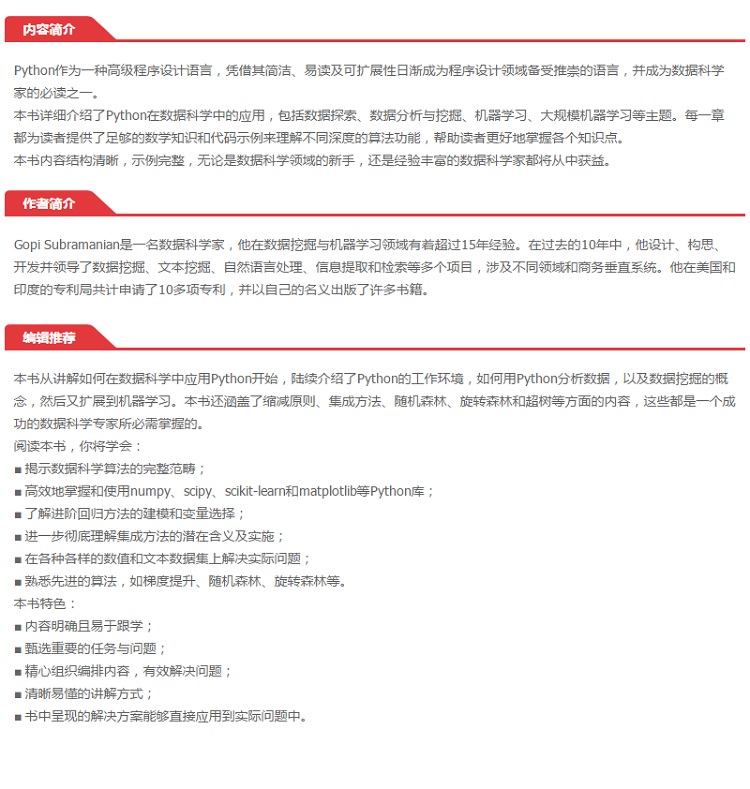 内容简介
Python作为一种高级程序设计语言，凭借其简洁、易读及可扩展性日渐成为程序设计领域备受推崇的语言，并成为数据科学
家的必读之一。
本书详细介绍了Python在数据科学中的应用，包括数据探索、数据分析与挖掘、机器学习、大规模机器学习等主题。每一章
都为读者提供了足够的数学知识和代码示例来理解不同深度的算法功能，帮助读者更好地掌握各个知识点。
本书内容结构清晰，示例完整，无论是数据科学领域的新手，还是经验丰富的数据科学家都将从中获益。
作者简介
Gopi Subramanian是一名数据科学家，他在数据挖掘与机器学习领域有着超过15年经验。在过去的10年中，他设计、构思、
开发并领导了数据挖掘、文本挖掘、自然语言处理、信息提取和检索等多个项目，涉及不同领域和商务垂直系统。他在美国和
印度的专利局共计申请了10多项专利，并以自己的名义出版了许多书籍。
编辑推荐
本书从讲解如何在数据科学中应用Python开始，陆续介绍了Python的工作环境，如何用Python分析数据，以及数据挖掘的概
念，然后又扩展到机器学习。本书还涵盖了缩减原则、集成方法、随机森林、旋转森林和超树等方面的内容，这些都是一个成
功的数据科学专家所必需掌握的。
阅读本书，你将学会：
■ 揭示数据科学算法的完整范畴；
■ 高效地掌握和使用numpy、scipy、scikit-learn和matplotlib等Python库；
■ 了解进阶回归方法的建模和变量选择；
■ 进一步彻底理解集成方法的潜在含义及实施；
■ 在各种各样的数值和文本数据集上解决实际问题；
■ 熟悉先进的算法，如梯度提升、随机森林、旋转森林等。
本书特色：
■ 内容明确且易于跟学；
■ 甄选重要的任务与问题；
■ 精心组织编排内容，有效解决问题；
■ 清晰易懂的讲解方式；
■ 书中呈现的解决方案能够直接应用到实际问题中。